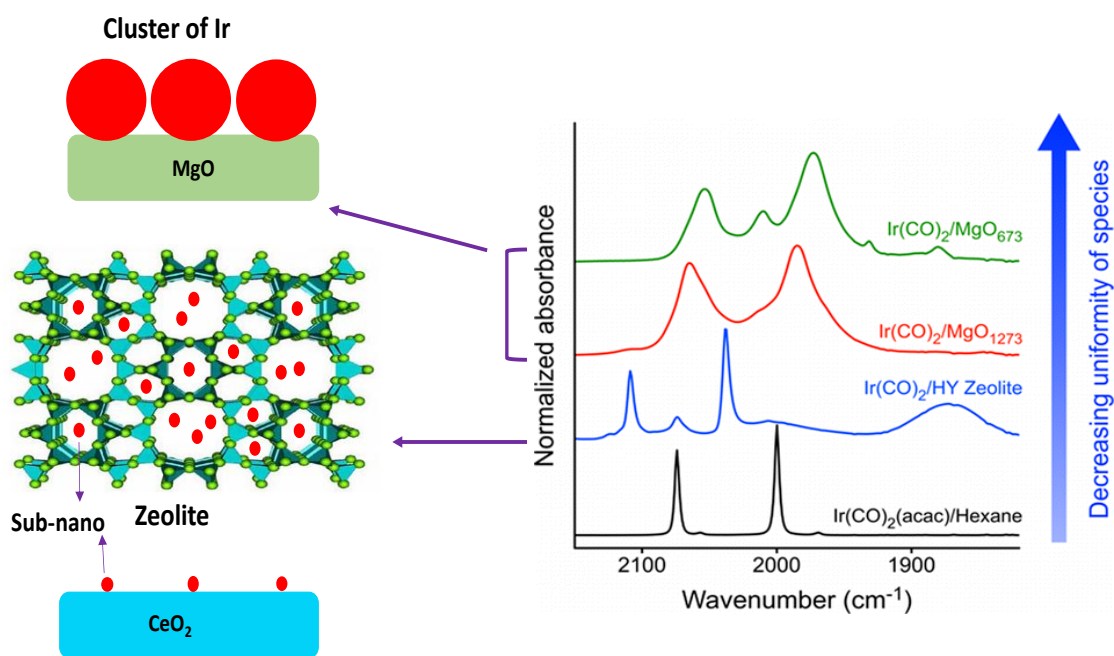 Cluster of Ir
MgO
Sub-nano
Zeolite
CeO₂
Normalized absorbance
Ir(CO)₂/MgO₆₇₃
Ir(CO)₂/MgO₁₂₇₃
Ir(CO)₂/HY Zeolite
Ir(CO)₂(acac)/Hexane
2100
2000
1900
Wavenumber (cm⁻¹)
Decreasing uniformity of species